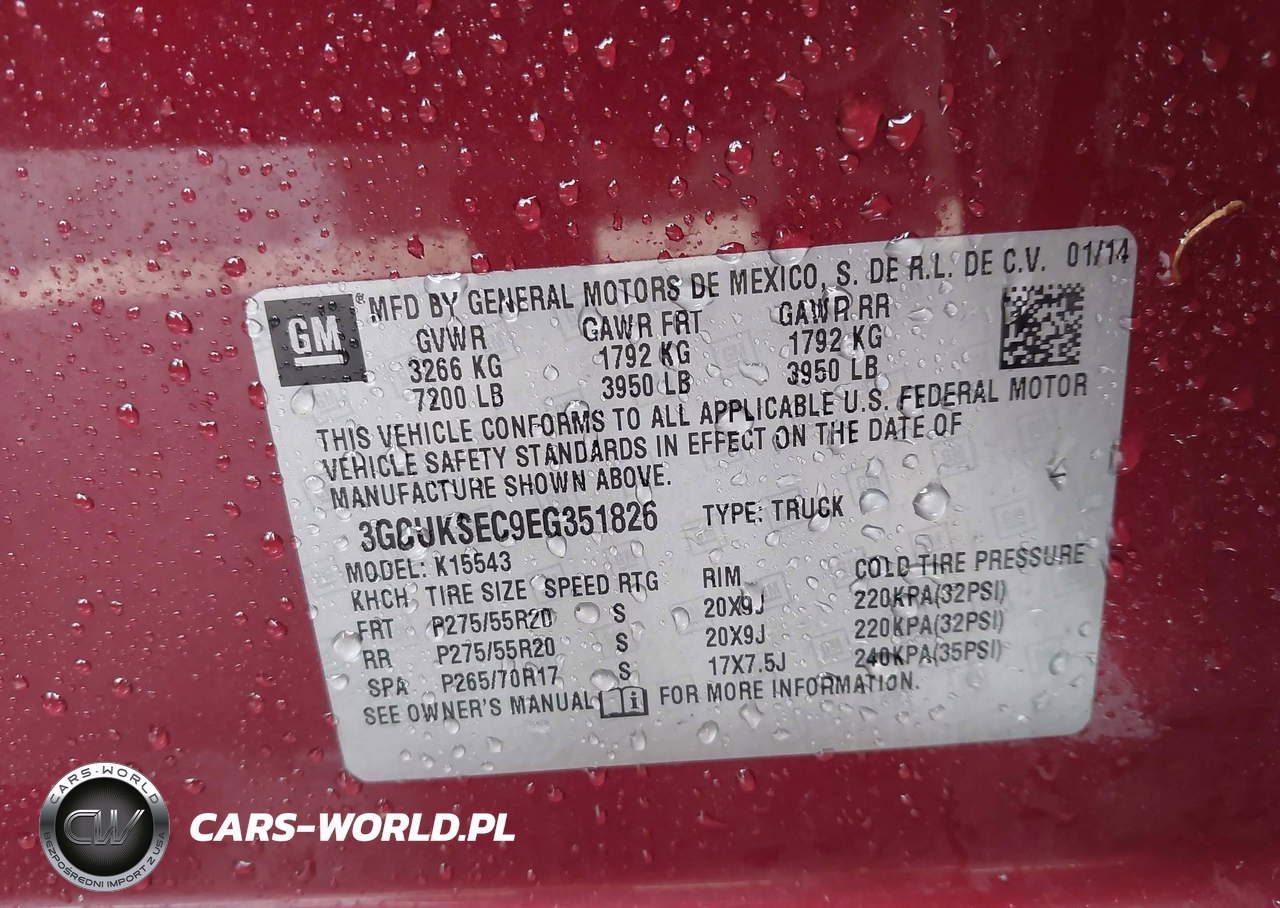 GM
® MFD BY GENERAL MOTORS DE MEXICO, S. DE R.L. DE C.V. 01/14
GVWR GAWR FRT GAWR RR
3266 KG 1792 KG 1792 KG
7200 LB 3950 LB 3950 LB
THIS VEHICLE CONFORMS TO ALL APPLICABLE U.S. FEDERAL MOTOR
VEHICLE SAFETY STANDARDS IN EFFECT ON THE DATE OF
MANUFACTURE SHOWN ABOVE.
3GCUKSEC9EG351826 TYPE: TRUCK
MODEL: K15543
KHCH TIRE SIZE SPEED RTG RIM COLD TIRE PRESSURE
FRT P275/55R20 S 20X9J 220KPA(32PSI)
RR P275/55R20 S 20X9J 220KPA(32PSI)
SPA P265/70R17 S 17X7.5J 240KPA(35PSI)
SEE OWNER'S MANUAL i FOR MORE INFORMATION.
CARS-WORLD
CW
BEZPOŚREDNI IMPORT Z USA
CARS-WORLD.PL